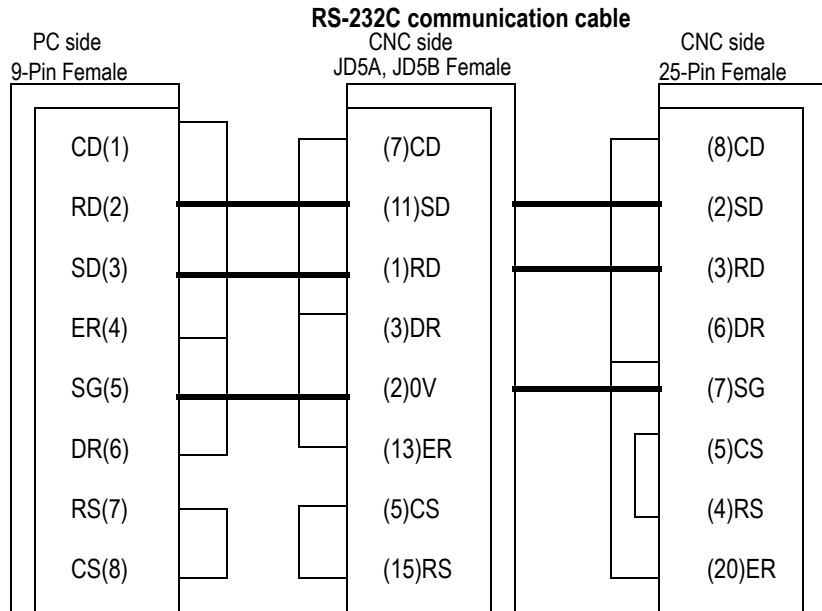 RS-232C communication cable
PC side
9-Pin Female
CNC side
JD5A, JD5B Female
CNC side
25-Pin Female
CD(1) (7)CD (8)CD
RD(2) (11)SD (2)SD
SD(3) (1)RD (3)RD
ER(4) (3)DR (6)DR
SG(5) (2)0V (7)SG
DR(6) (13)ER (5)CS
RS(7) (5)CS (4)RS
CS(8) (15)RS (20)ER